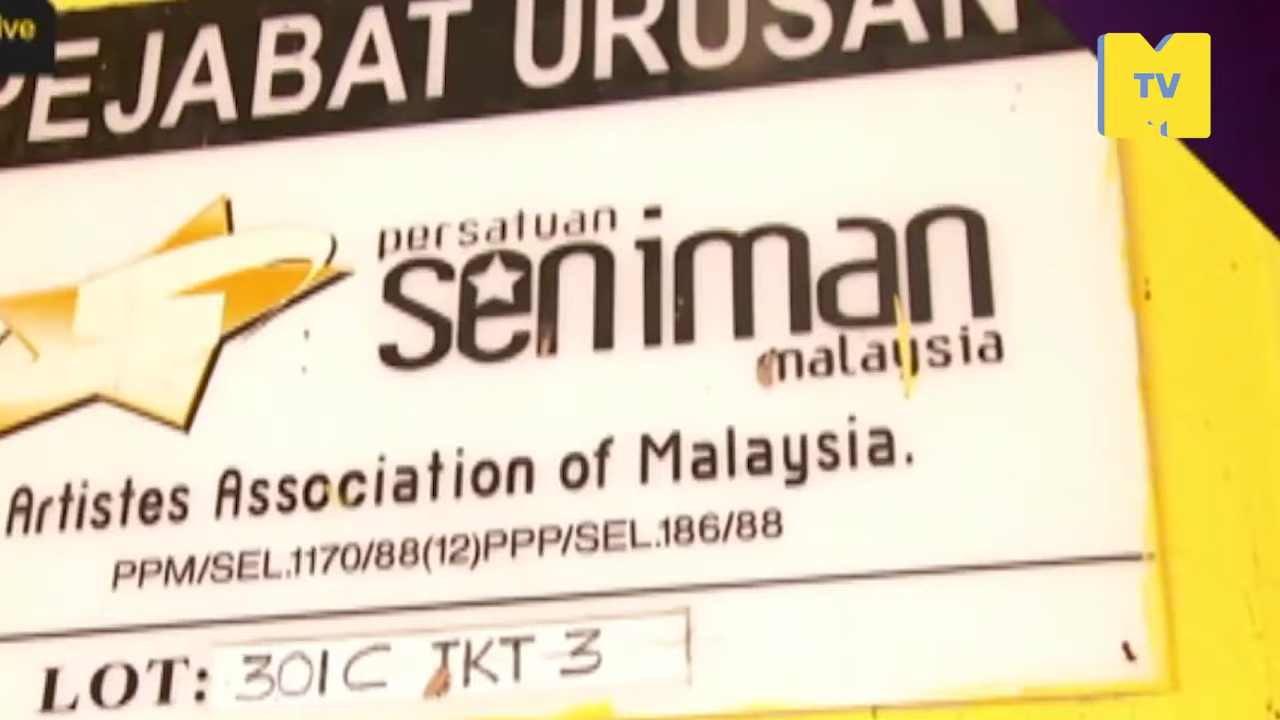 ive
PEJABAT URUSAN
TV
persatuan
seniman
malaysia
Artistes Association of Malaysia.
PPM/SEL.1170/88(12)PPP/SEL.186/88
LOT: 301C TKT 3